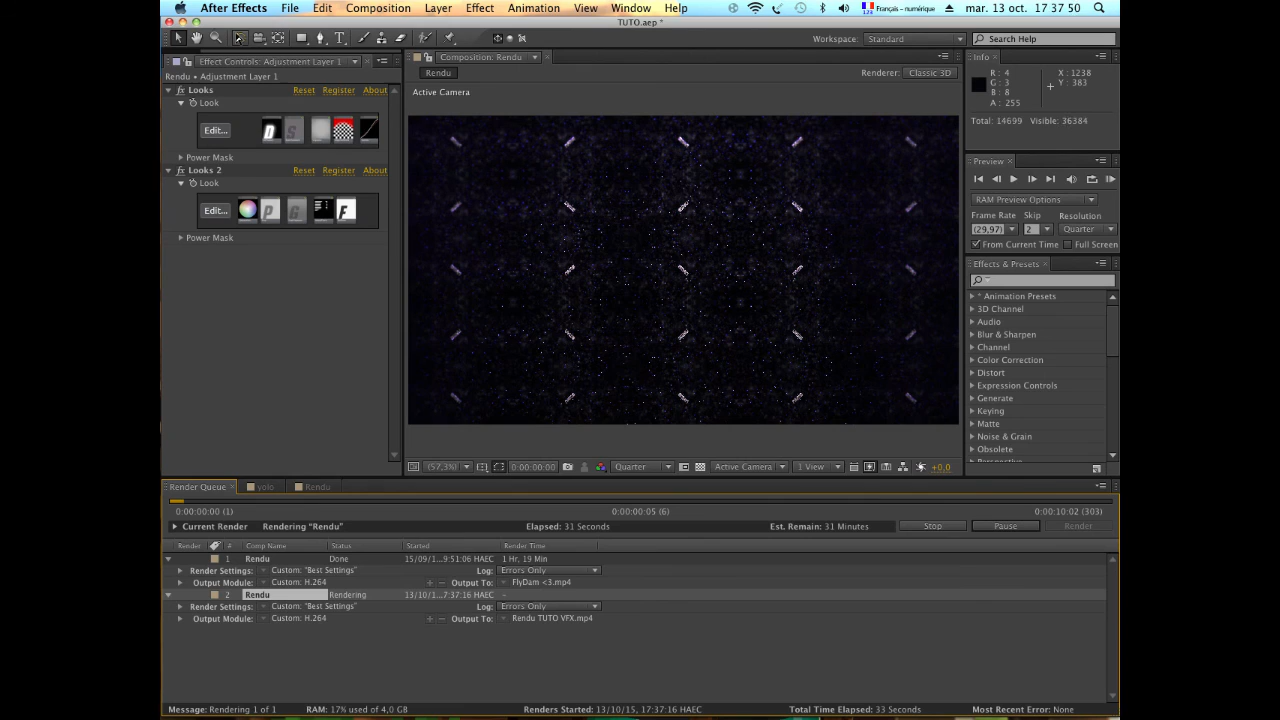 After Effects File Edit Composition Layer Effect Animation View Window Help Français - numérique mar. 13 oct. 17 37 50
TUTO.aep *
Workspace: Standard Search Help
Effect Controls: Adjustment Layer 1
Rendu • Adjustment Layer 1
Looks Reset Register About
Look
Edit...
Power Mask
Looks 2 Reset Register About
Look
Edit...
Power Mask
Composition: Rendu
Rendu Renderer: Classic 3D
Active Camera
(57,3%) 0:00:00:00 Quarter Active Camera 1 View +0,0
Info
R : 4 X : 1238
G : 3 Y : 383
B : 8
A : 255
Total: 14699 Visible: 36384
Preview
RAM Preview Options
Frame Rate Skip Resolution
(29,97) 2 Quarter
From Current Time Full Screen
Effects & Presets
* Animation Presets
3D Channel
Audio
Blur & Sharpen
Channel
Color Correction
Distort
Expression Controls
Generate
Keying
Matte
Noise & Grain
Obsolete
Perspective
Render Queue yolo Rendu
0:00:00:00 (1) 0:00:00:05 (6) 0:00:10:02 (303)
Current Render Rendering "Rendu" Elapsed: 31 Seconds Est. Remain: 31 Minutes Stop Pause Render
Render # Comp Name Status Started Render Time
1 Rendu Done 15/09/1...9:51:06 HAEC 1 Hr, 19 Min
Render Settings: Custom: "Best Settings" Log: Errors Only
Output Module: Custom: H.264 Output To: FlyDam <3.mp4
2 Rendu Rendering 13/10/1...7:37:16 HAEC -
Render Settings: Custom: "Best Settings" Log: Errors Only
Output Module: Custom: H.264 Output To: Rendu TUTO VFX.mp4
Message: Rendering 1 of 1 RAM: 17% used of 4,0 GB Renders Started: 13/10/15, 17:37:16 HAEC Total Time Elapsed: 33 Seconds Most Recent Error: None